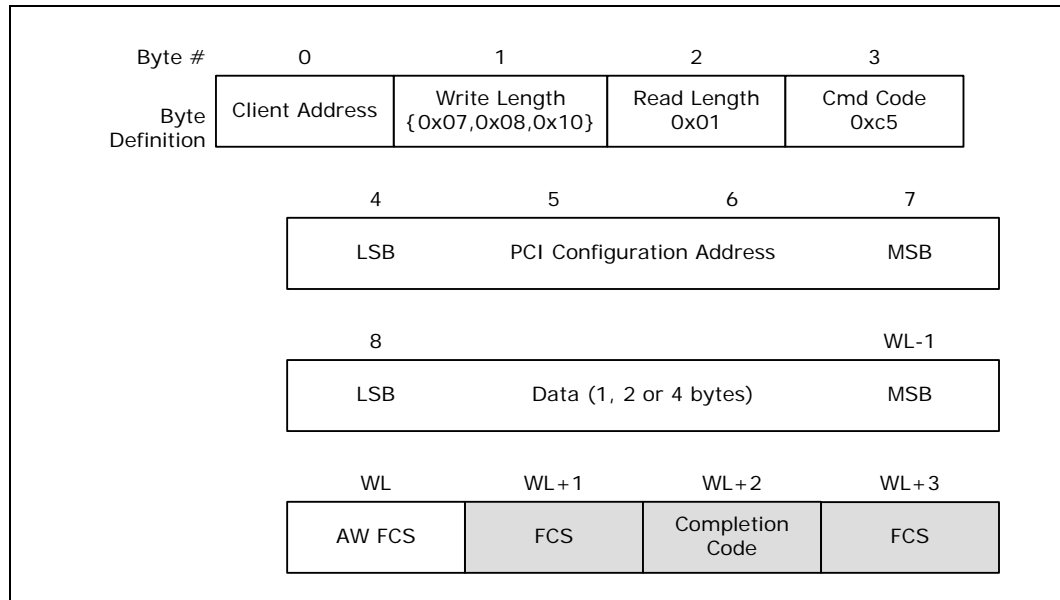 Byte # 0 1 2 3
Byte Definition
Client Address
Write Length {0x07,0x08,0x10}
Read Length 0x01
Cmd Code 0xc5
4 5 6 7
LSB PCI Configuration Address MSB
8 WL-1
LSB Data (1, 2 or 4 bytes) MSB
WL WL+1 WL+2 WL+3
AW FCS
FCS
Completion Code
FCS